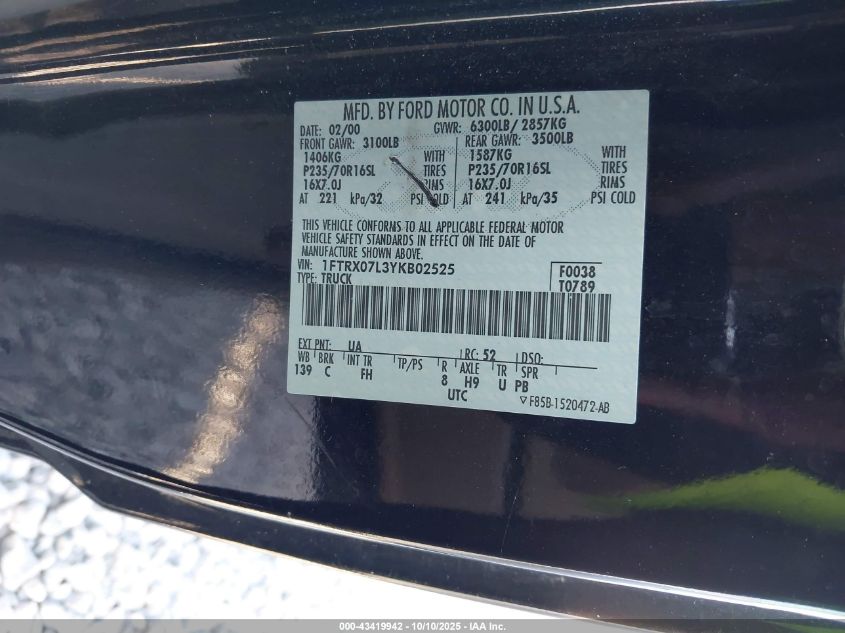 MFD. BY FORD MOTOR CO. IN U.S.A.
DATE: 02/00 GVWR: 6300LB/ 2857KG
FRONT GAWR: 3100LB REAR GAWR: 3500LB
1406KG WITH 1587KG WITH
P235/70R16SL TIRES P235/70R16SL TIRES
16X7.0J RIMS 16X7.0J RIMS
AT 221 kPa/32 PSI COLD AT 241 kPa/35 PSI COLD
THIS VEHICLE CONFORMS TO ALL APPLICABLE FEDERAL MOTOR
VEHICLE SAFETY STANDARDS IN EFFECT ON THE DATE OF
MANUFACTURE SHOWN ABOVE.
VIN: 1FTRX07L3YKB02525 F0038
TYPE: TRUCK T0789
EXT PNT: UA RC: 52 DSO:
WB BRK INT TR TP/PS R AXLE TR SPR
139 C FH 8 H9 U PB
UTC
F85B-1520472-AB
000-43419942 - 10/10/2025 - IAA Inc.